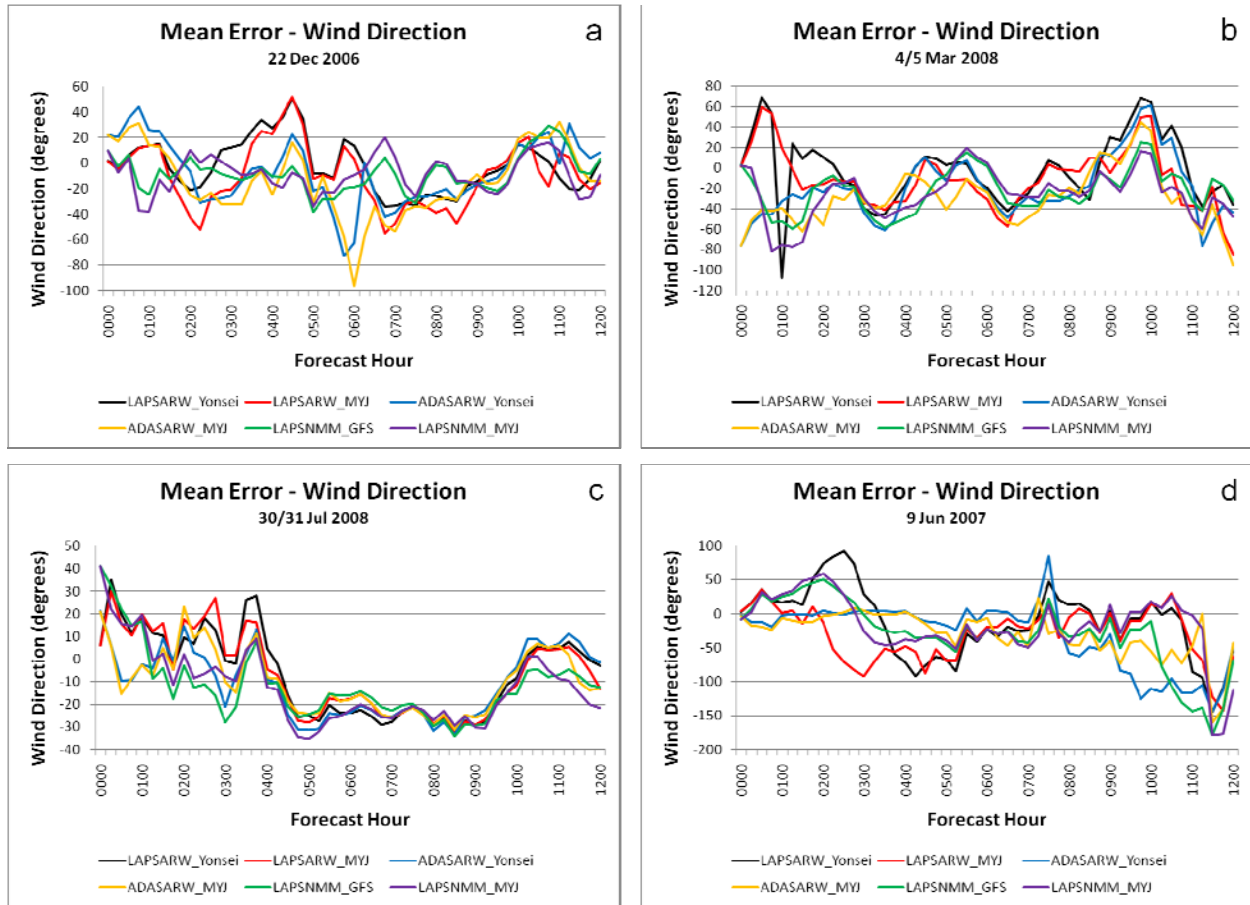 Mean Error - Wind Direction
a
22 Dec 2006
Wind Direction (degrees)
60
40
20
0
-20
-40
-60
-80
-100
0000
0100
0200
0300
0400
0500
0600
0700
0800
0900
1000
1100
1200
Forecast Hour
LAPSARW_Yonsei
LAPSARW_MYJ
ADASARW_Yonsei
ADASARW_MYJ
LAPSNMM_GFS
LAPSNMM_MYJ
Mean Error - Wind Direction
b
4/5 Mar 2008
Wind Direction (degrees)
80
60
40
20
0
-20
-40
-60
-80
-100
-120
0000
0100
0200
0300
0400
0500
0600
0700
0800
0900
1000
1100
1200
Forecast Hour
LAPSARW_Yonsei
LAPSARW_MYJ
ADASARW_Yonsei
ADASARW_MYJ
LAPSNMM_GFS
LAPSNMM_MYJ
Mean Error - Wind Direction
c
30/31 Jul 2008
Wind Direction (degrees)
50
40
30
20
10
0
-10
-20
-30
-40
0000
0100
0200
0300
0400
0500
0600
0700
0800
0900
1000
1100
1200
Forecast Hour
LAPSARW_Yonsei
LAPSARW_MYJ
ADASARW_Yonsei
ADASARW_MYJ
LAPSNMM_GFS
LAPSNMM_MYJ
Mean Error - Wind Direction
d
9 Jun 2007
Wind Direction (degrees)
100
50
0
-50
-100
-150
-200
0000
0100
0200
0300
0400
0500
0600
0700
0800
0900
1000
1100
1200
Forecast Hour
LAPSARW_Yonsei
LAPSARW_MYJ
ADASARW_Yonsei
ADASARW_MYJ
LAPSNMM_GFS
LAPSNMM_MYJ